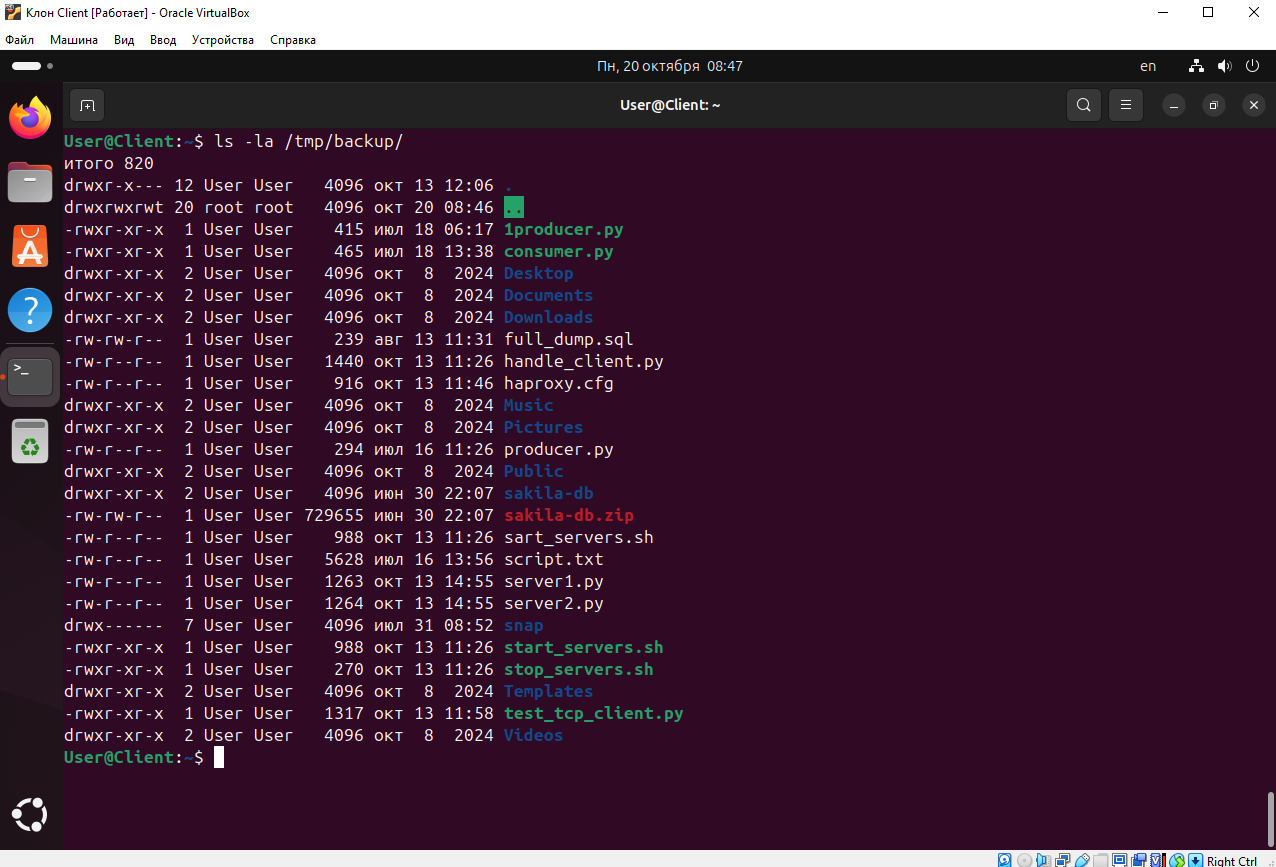 Клон Client [Работает] - Oracle VirtualBox
Файл Машина Вид Ввод Устройства Справка
Пн, 20 октября 08:47 en
User@Client: ~
User@Client:~$ ls -la /tmp/backup/
итого 820
drwxr-x--- 12 User User   4096 окт 13 12:06 .
drwxrwxrwt 20 root root   4096 окт 20 08:46 ..
-rwxr-xr-x  1 User User    415 июл 18 06:17 1producer.py
-rwxr-xr-x  1 User User    465 июл 18 13:38 consumer.py
drwxr-xr-x  2 User User   4096 окт  8  2024 Desktop
drwxr-xr-x  2 User User   4096 окт  8  2024 Documents
drwxr-xr-x  2 User User   4096 окт  8  2024 Downloads
-rw-rw-r--  1 User User    239 авг 13 11:31 full_dump.sql
-rw-r--r--  1 User User   1440 окт 13 11:26 handle_client.py
-rw-r--r--  1 User User    916 окт 13 11:46 haproxy.cfg
drwxr-xr-x  2 User User   4096 окт  8  2024 Music
drwxr-xr-x  2 User User   4096 окт  8  2024 Pictures
-rw-r--r--  1 User User    294 июл 16 11:26 producer.py
drwxr-xr-x  2 User User   4096 окт  8  2024 Public
drwxr-xr-x  2 User User   4096 июн 30 22:07 sakila-db
-rw-rw-r--  1 User User 729655 июн 30 22:07 sakila-db.zip
-rw-r--r--  1 User User    988 окт 13 11:26 sart_servers.sh
-rw-r--r--  1 User User   5628 июл 16 13:56 script.txt
-rw-r--r--  1 User User   1263 окт 13 14:55 server1.py
-rw-r--r--  1 User User   1264 окт 13 14:55 server2.py
drwx------  7 User User   4096 июл 31 08:52 snap
-rwxr-xr-x  1 User User    988 окт 13 11:26 start_servers.sh
-rwxr-xr-x  1 User User    270 окт 13 11:26 stop_servers.sh
drwxr-xr-x  2 User User   4096 окт  8  2024 Templates
-rwxr-xr-x  1 User User   1317 окт 13 11:58 test_tcp_client.py
drwxr-xr-x  2 User User   4096 окт  8  2024 Videos
User@Client:~$
Right Ctrl